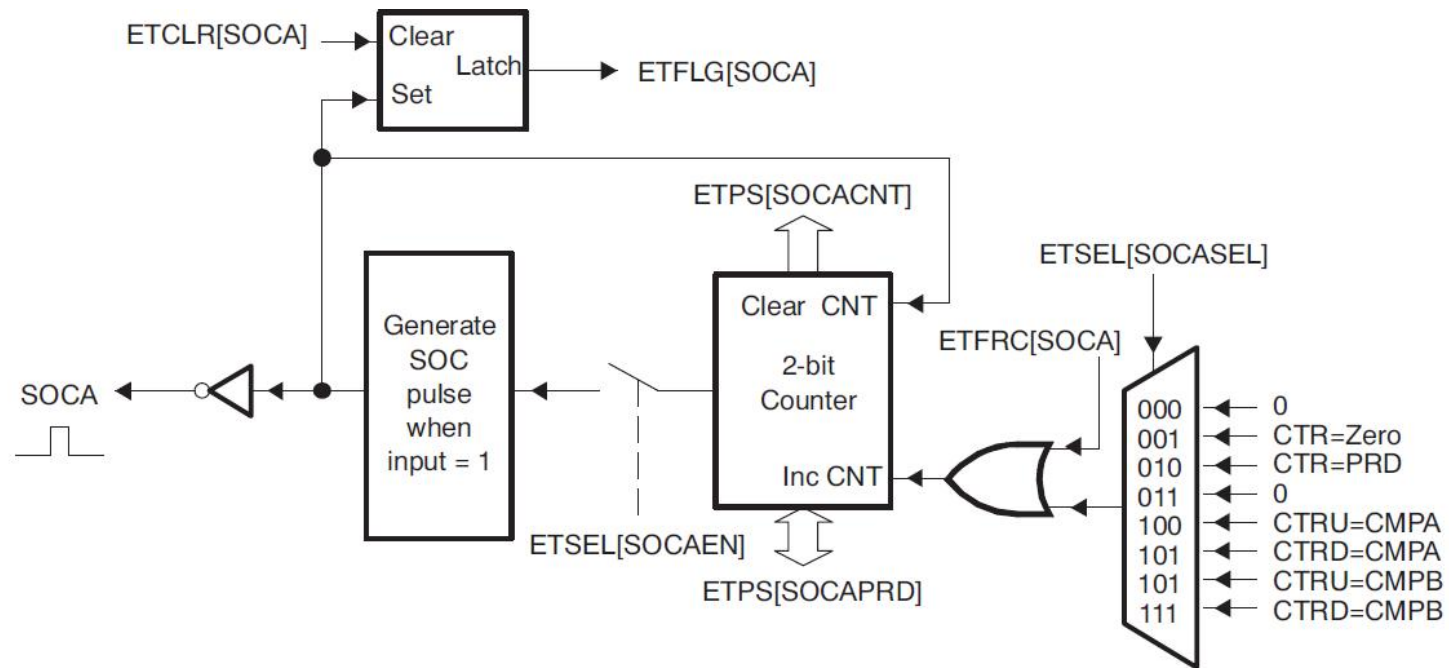 ETCLR[SOCA]
Clear
Latch
Set
ETFLG[SOCA]
ETPS[SOCACNT]
ETSEL[SOCASEL]
Generate
SOC
pulse
when
input = 1
Clear CNT
2-bit
Counter
Inc CNT
ETFRC[SOCA]
SOCA
ETSEL[SOCAEN]
ETPS[SOCAPRD]
000 0
001 CTR=Zero
010 CTR=PRD
011 0
100 CTRU=CMPA
101 CTRD=CMPA
101 CTRU=CMPB
111 CTRD=CMPB